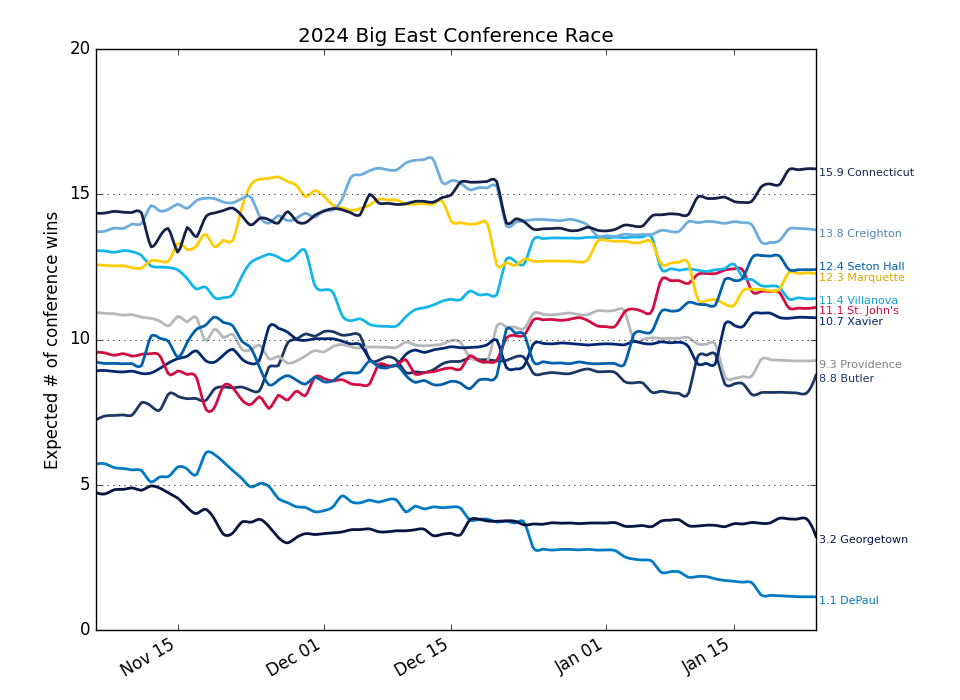 2024 Big East Conference Race
Expected # of conference wins
20
15
10
5
0
Nov 15
Dec 01
Dec 15
Jan 01
Jan 15
15.9 Connecticut
13.8 Creighton
12.4 Seton Hall
12.3 Marquette
11.4 Villanova
11.1 St. John's
10.7 Xavier
9.3 Providence
8.8 Butler
3.2 Georgetown
1.1 DePaul